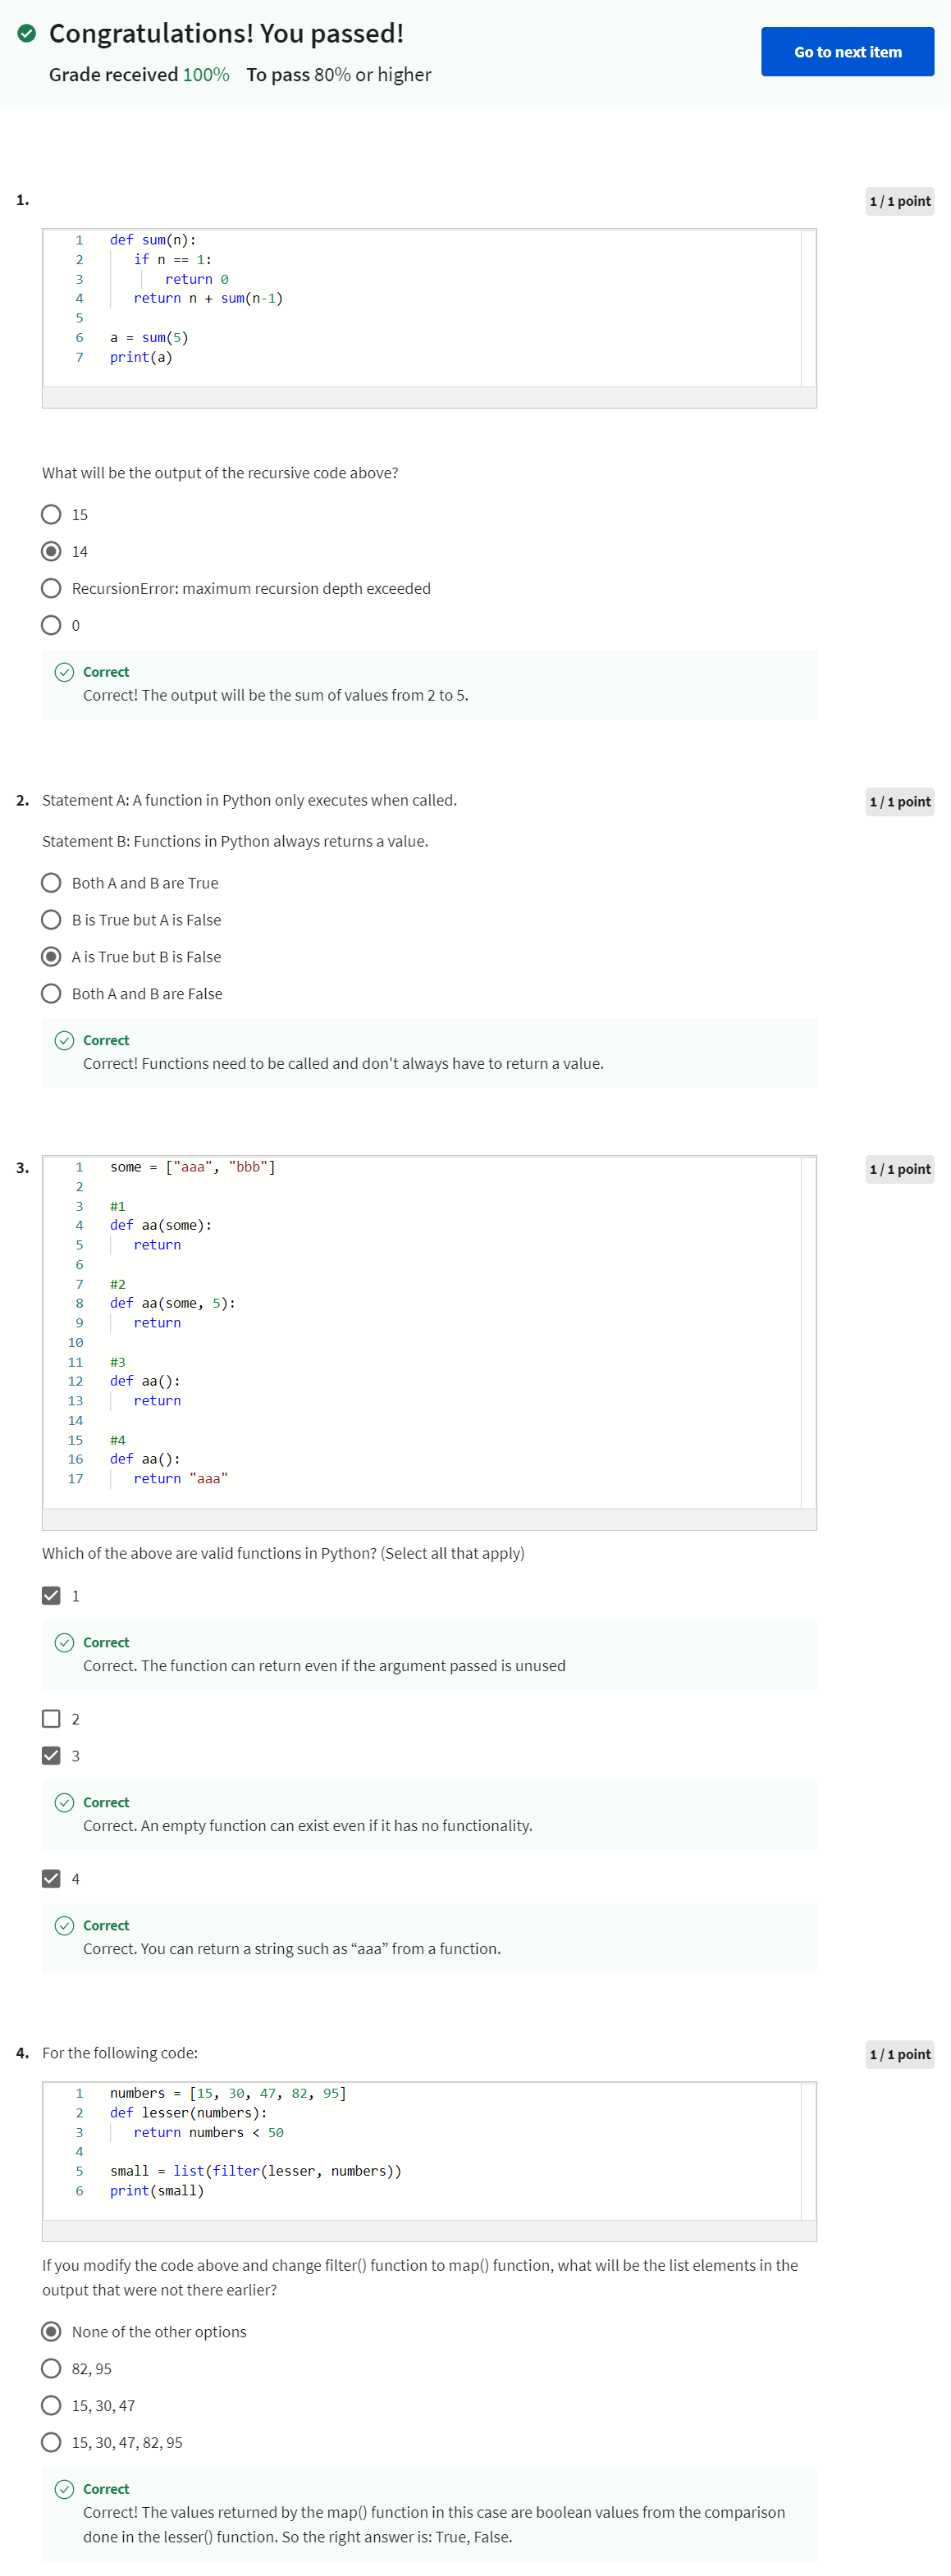 Congratulations! You passed!
Grade received 100% To pass 80% or higher
Go to next item
1.
1 / 1 point
1 def sum(n):
2 if n == 1:
3 return 0
4 return n + sum(n-1)
5
6 a = sum(5)
7 print(a)
What will be the output of the recursive code above?
15
14
RecursionError: maximum recursion depth exceeded
0
Correct
Correct! The output will be the sum of values from 2 to 5.
2. Statement A: A function in Python only executes when called.
1 / 1 point
Statement B: Functions in Python always returns a value.
Both A and B are True
B is True but A is False
A is True but B is False
Both A and B are False
Correct
Correct! Functions need to be called and don't always have to return a value.
3.
1 / 1 point
1 some = ["aaa", "bbb"]
2
3 #1
4 def aa(some):
5 return
6
7 #2
8 def aa(some, 5):
9 return
10
11 #3
12 def aa():
13 return
14
15 #4
16 def aa():
17 return "aaa"
Which of the above are valid functions in Python? (Select all that apply)
1
Correct
Correct. The function can return even if the argument passed is unused
2
3
Correct
Correct. An empty function can exist even if it has no functionality.
4
Correct
Correct. You can return a string such as “aaa” from a function.
4. For the following code:
1 / 1 point
1 numbers = [15, 30, 47, 82, 95]
2 def lesser(numbers):
3 return numbers < 50
4
5 small = list(filter(lesser, numbers))
6 print(small)
If you modify the code above and change filter() function to map() function, what will be the list elements in the
output that were not there earlier?
None of the other options
82, 95
15, 30, 47
15, 30, 47, 82, 95
Correct
Correct! The values returned by the map() function in this case are boolean values from the comparison
done in the lesser() function. So the right answer is: True, False.